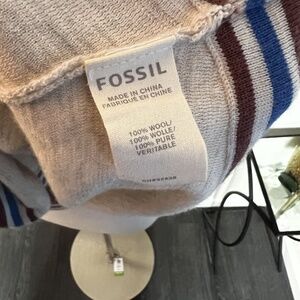 FOSSIL
MADE IN CHINA
FABRIQUÉ EN CHINE
100% WOOL/
100% WOLLE/
100% PURE
VERITABLE